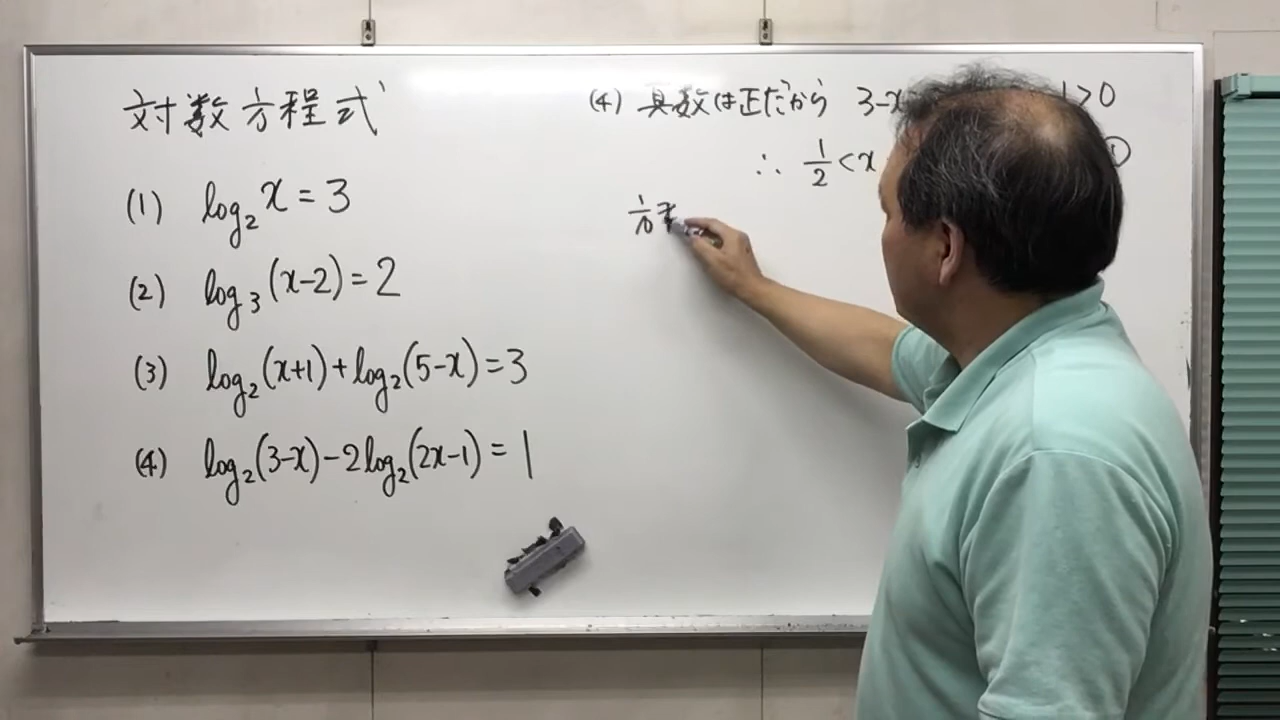 対数方程式
(1) log₂x=3
(2) log₃(x-2)=2
(3) log₂(x+1)+log₂(5-x)=3
(4) log₂(3-x)-2log₂(2x-1)=1
(4) 真数は正だから 3-x 1>0
∴ 1/2<x ①